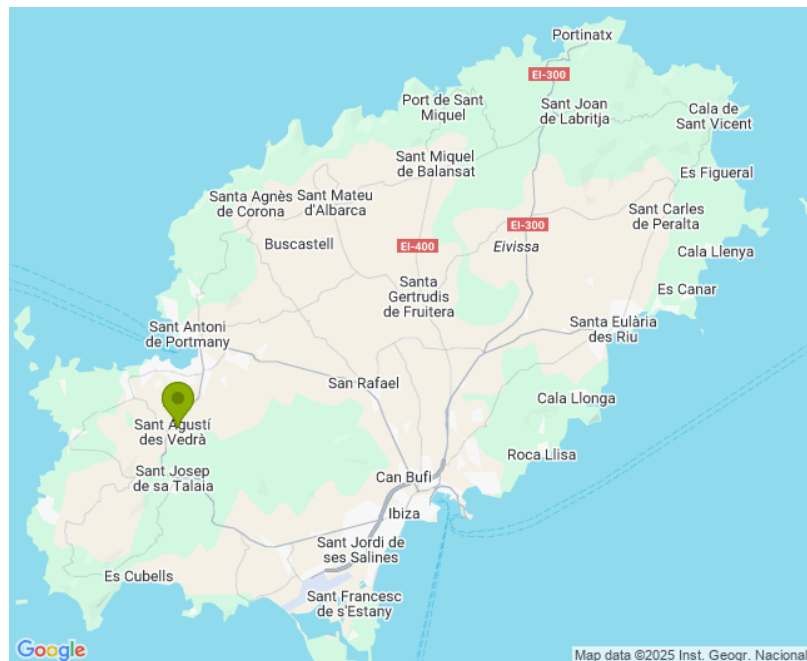 Portinatx
EI-300
Port de Sant
Miquel
Sant Joan
de Labritja
Cala de
Sant Vicent
Sant Miquel
de Balansat
Es Figueral
Santa Agnès
de Corona
Sant Mateu
d'Albarca
Sant Carles
de Peralta
EI-300
Buscastell
EI-400
Eivissa
Cala Llenya
Santa
Gertrudis
de Fruitera
Es Canar
Sant Antoni
de Portmany
Santa Eulària
des Riu
San Rafael
Cala Llonga
Sant Agustí
des Vedrà
Roca Llisa
Sant Josep
de sa Talaia
Can Bufi
Ibiza
Sant Jordi de
ses Salines
Es Cubells
Sant Francesc
de s'Estany
Google
Map data ©2025 Inst. Geogr. Nacional